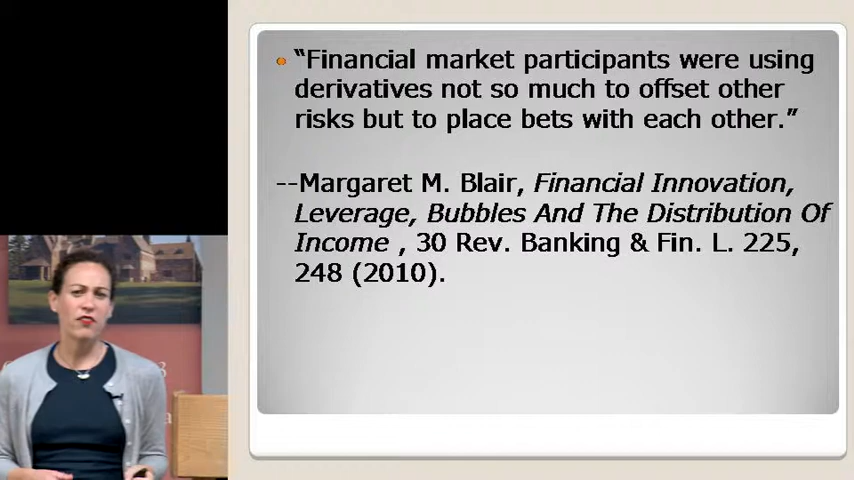 “Financial market participants were using
derivatives not so much to offset other
risks but to place bets with each other.”
--Margaret M. Blair, Financial Innovation,
Leverage, Bubbles And The Distribution Of
Income , 30 Rev. Banking & Fin. L. 225,
248 (2010).